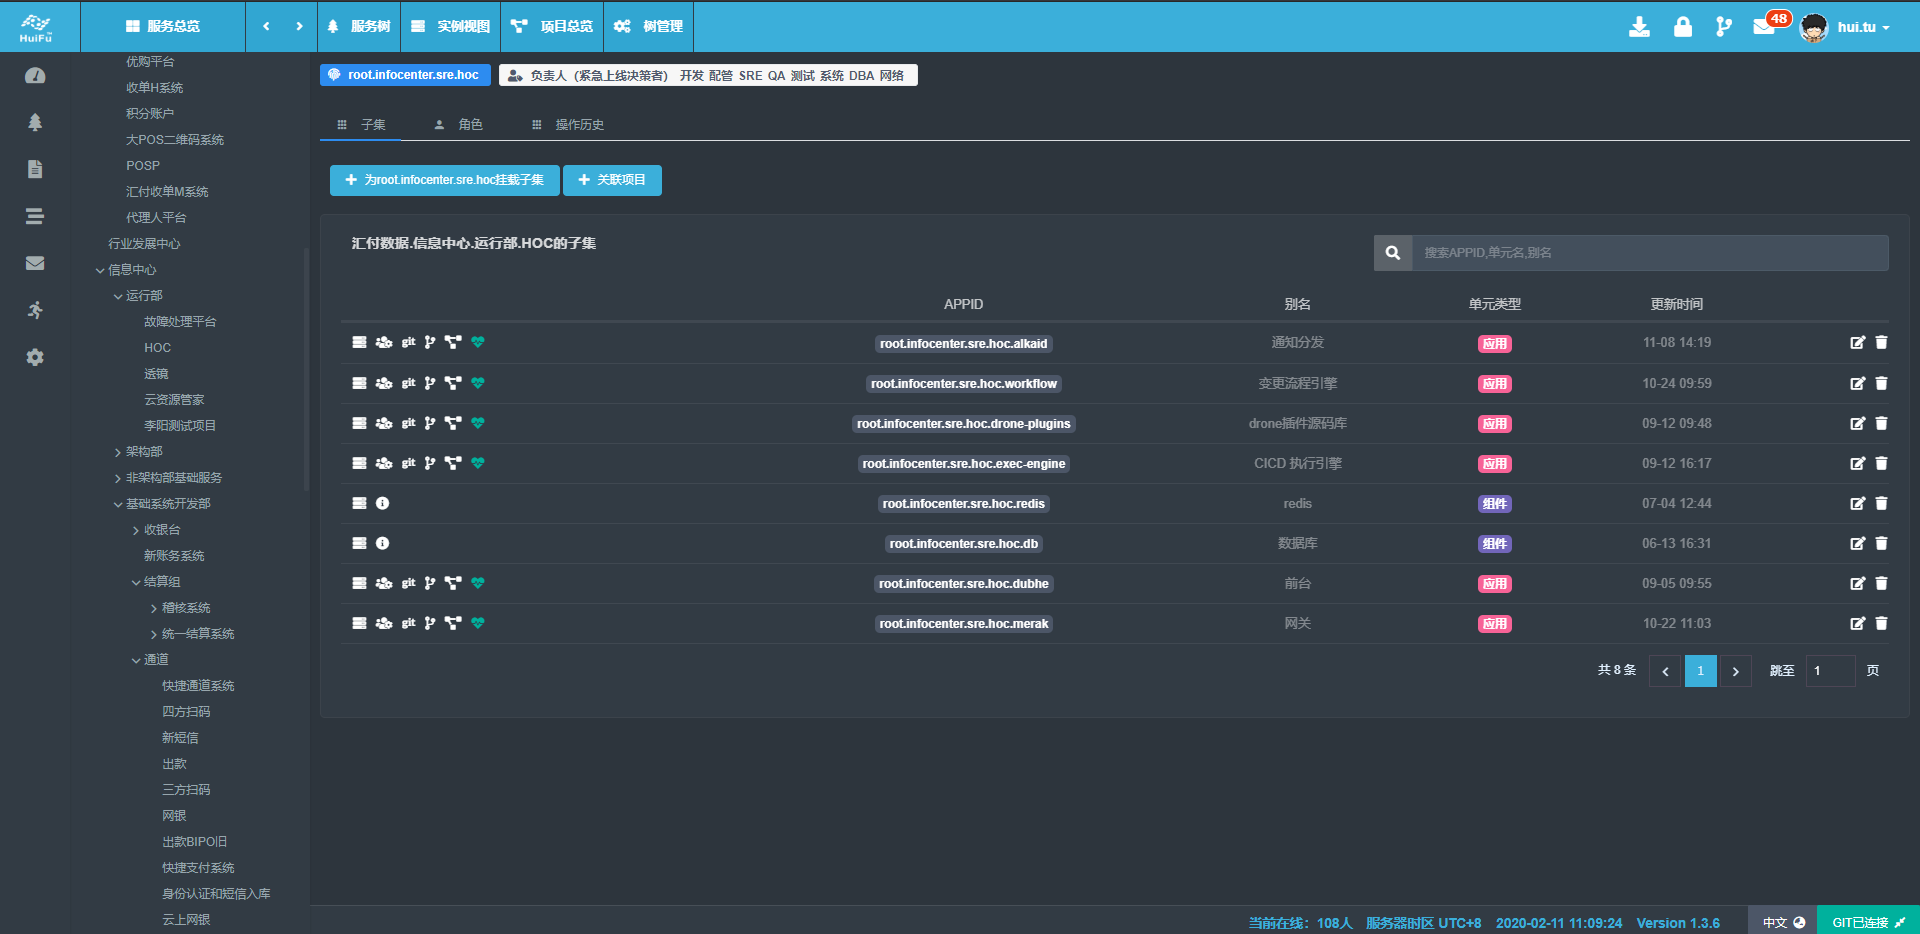 HuiFu
服务总览
服务树
实例视图
项目总览
树管理
48
hui.tu
优购平台
收单H系统
积分账户
大POS二维码系统
POSP
汇付收单M系统
代理人平台
行业发展中心
信息中心
运行部
故障处理平台
HOC
透镜
云资源管家
李阳测试项目
架构部
非架构部基础服务
基础系统开发部
收银台
新账务系统
结算组
稽核系统
统一结算系统
通道
快捷通道系统
四方扫码
新短信
出款
三方扫码
网银
出款BIPO旧
快捷支付系统
身份认证和短信入库
云上网银
root.infocenter.sre.hoc
负责人（紧急上线决策者） 开发 配管 SRE QA 测试 系统 DBA 网络
子集
角色
操作历史
为root.infocenter.sre.hoc挂载子集
关联项目
汇付数据.信息中心.运行部.HOC的子集
搜索APPID,单元名,别名
APPID 别名 单元类型 更新时间
git root.infocenter.sre.hoc.alkaid 通知分发 应用 11-08 14:19
git root.infocenter.sre.hoc.workflow 变更流程引擎 应用 10-24 09:59
git root.infocenter.sre.hoc.drone-plugins drone插件源码库 应用 09-12 09:48
git root.infocenter.sre.hoc.exec-engine CICD 执行引擎 应用 09-12 16:17
root.infocenter.sre.hoc.redis redis 组件 07-04 12:44
root.infocenter.sre.hoc.db 数据库 组件 06-13 16:31
git root.infocenter.sre.hoc.dubhe 前台 应用 09-05 09:55
git root.infocenter.sre.hoc.merak 网关 应用 10-22 11:03
共 8 条 1 跳至 1 页
当前在线：108人 服务器时区 UTC+8 2020-02-11 11:09:24 Version 1.3.6
中文
GIT已连接